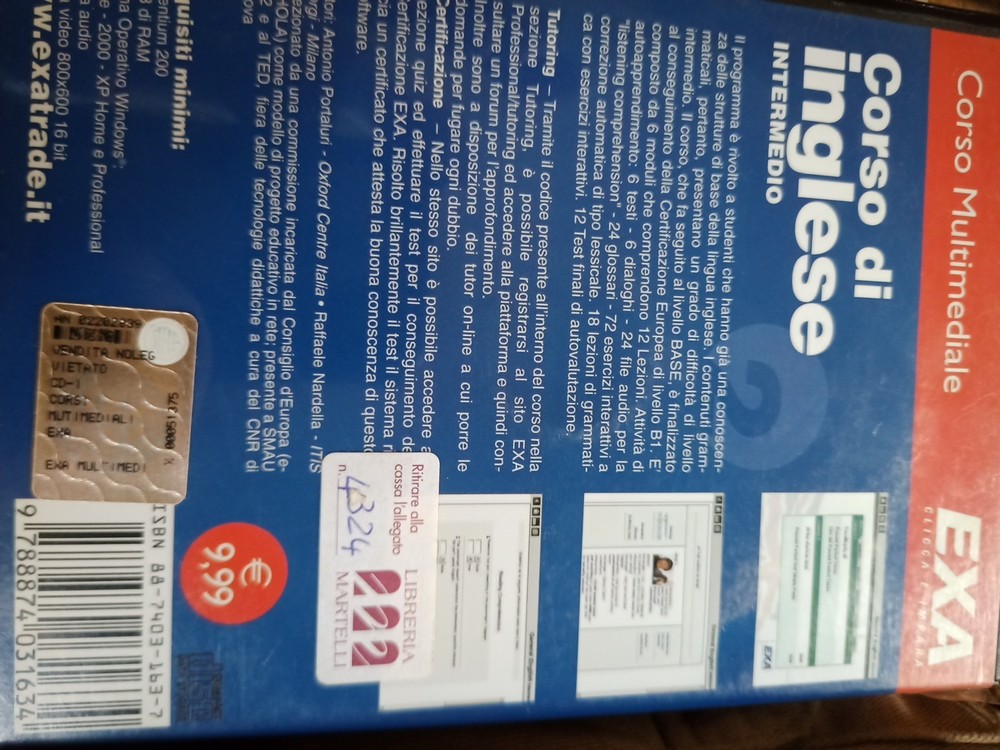 Corso Multimediale
EXA
CLICCA E IMPARA
Corso di
inglese
INTERMEDIO
Il programma è rivolto a studenti che hanno già una conoscen-
za delle strutture di base della lingua inglese. I contenuti gram-
maticali, pertanto, presentano un grado di difficoltà di livello
intermedio. Il corso, che fa seguito al livello BASE, è finalizzato
al conseguimento della Certificazione Europea di livello B1. E'
composto da 6 moduli che comprendono 12 Lezioni. Attività di
autoapprendimento: 6 testi - 6 dialoghi - 24 file audio, per la
"listening comprehension" - 24 glossari - 72 esercizi interattivi a
correzione automatica di tipo lessicale. 18 lezioni di grammati-
ca con esercizi interattivi. 12 Test finali di autovalutazione.
Tutoring – Tramite il codice presente all'interno del corso nella
sezione Tutoring, è possibile registrarsi al sito EXA
Professional/tutoring ed accedere alla piattaforma e quindi con-
sultare un forum per l'approfondimento.
Inoltre sono a disposizione dei tutor on-line a cui porre le
domande per fugare ogni dubbio.
Certificazione – Nello stesso sito è possibile accedere a
ezione quiz ed effettuare il test per il conseguimento de
ertificazione EXA. Risolto brillantemente il test il sistema ri
cia un certificato che attesta la buona conoscenza di questo
ftware.
tori: Antonio Portaluri - Oxford Centre Italia • Raffaele Nardella - ITIS
ngi - Milano
ezionato da una commissione incaricata dal Consiglio d'Europa (e-
HOLA) come modello di progetto educativo in rete; presente a SMAU
2 e al TED, fiera delle tecnologie didattiche a cura del CNR di
ova
quisiti minimi:
entium 200
B di RAM
ma Operativo Windows®:
e - 2000 - XP Home e Professional
a audio
a video 800x600 16 bit
w.exatrade.it
EXA
Ritirare alla
cassa l'allegato
n. 4324
LIBRERIA
MARTELLI
€
9,99
VENDITA NOLEG
VIETATO
CD-I
CORSI
MUTIMEDIALI
EXA
EXA MULTIMEDI
ISBN 88-7403-163-7
9 788874 031634